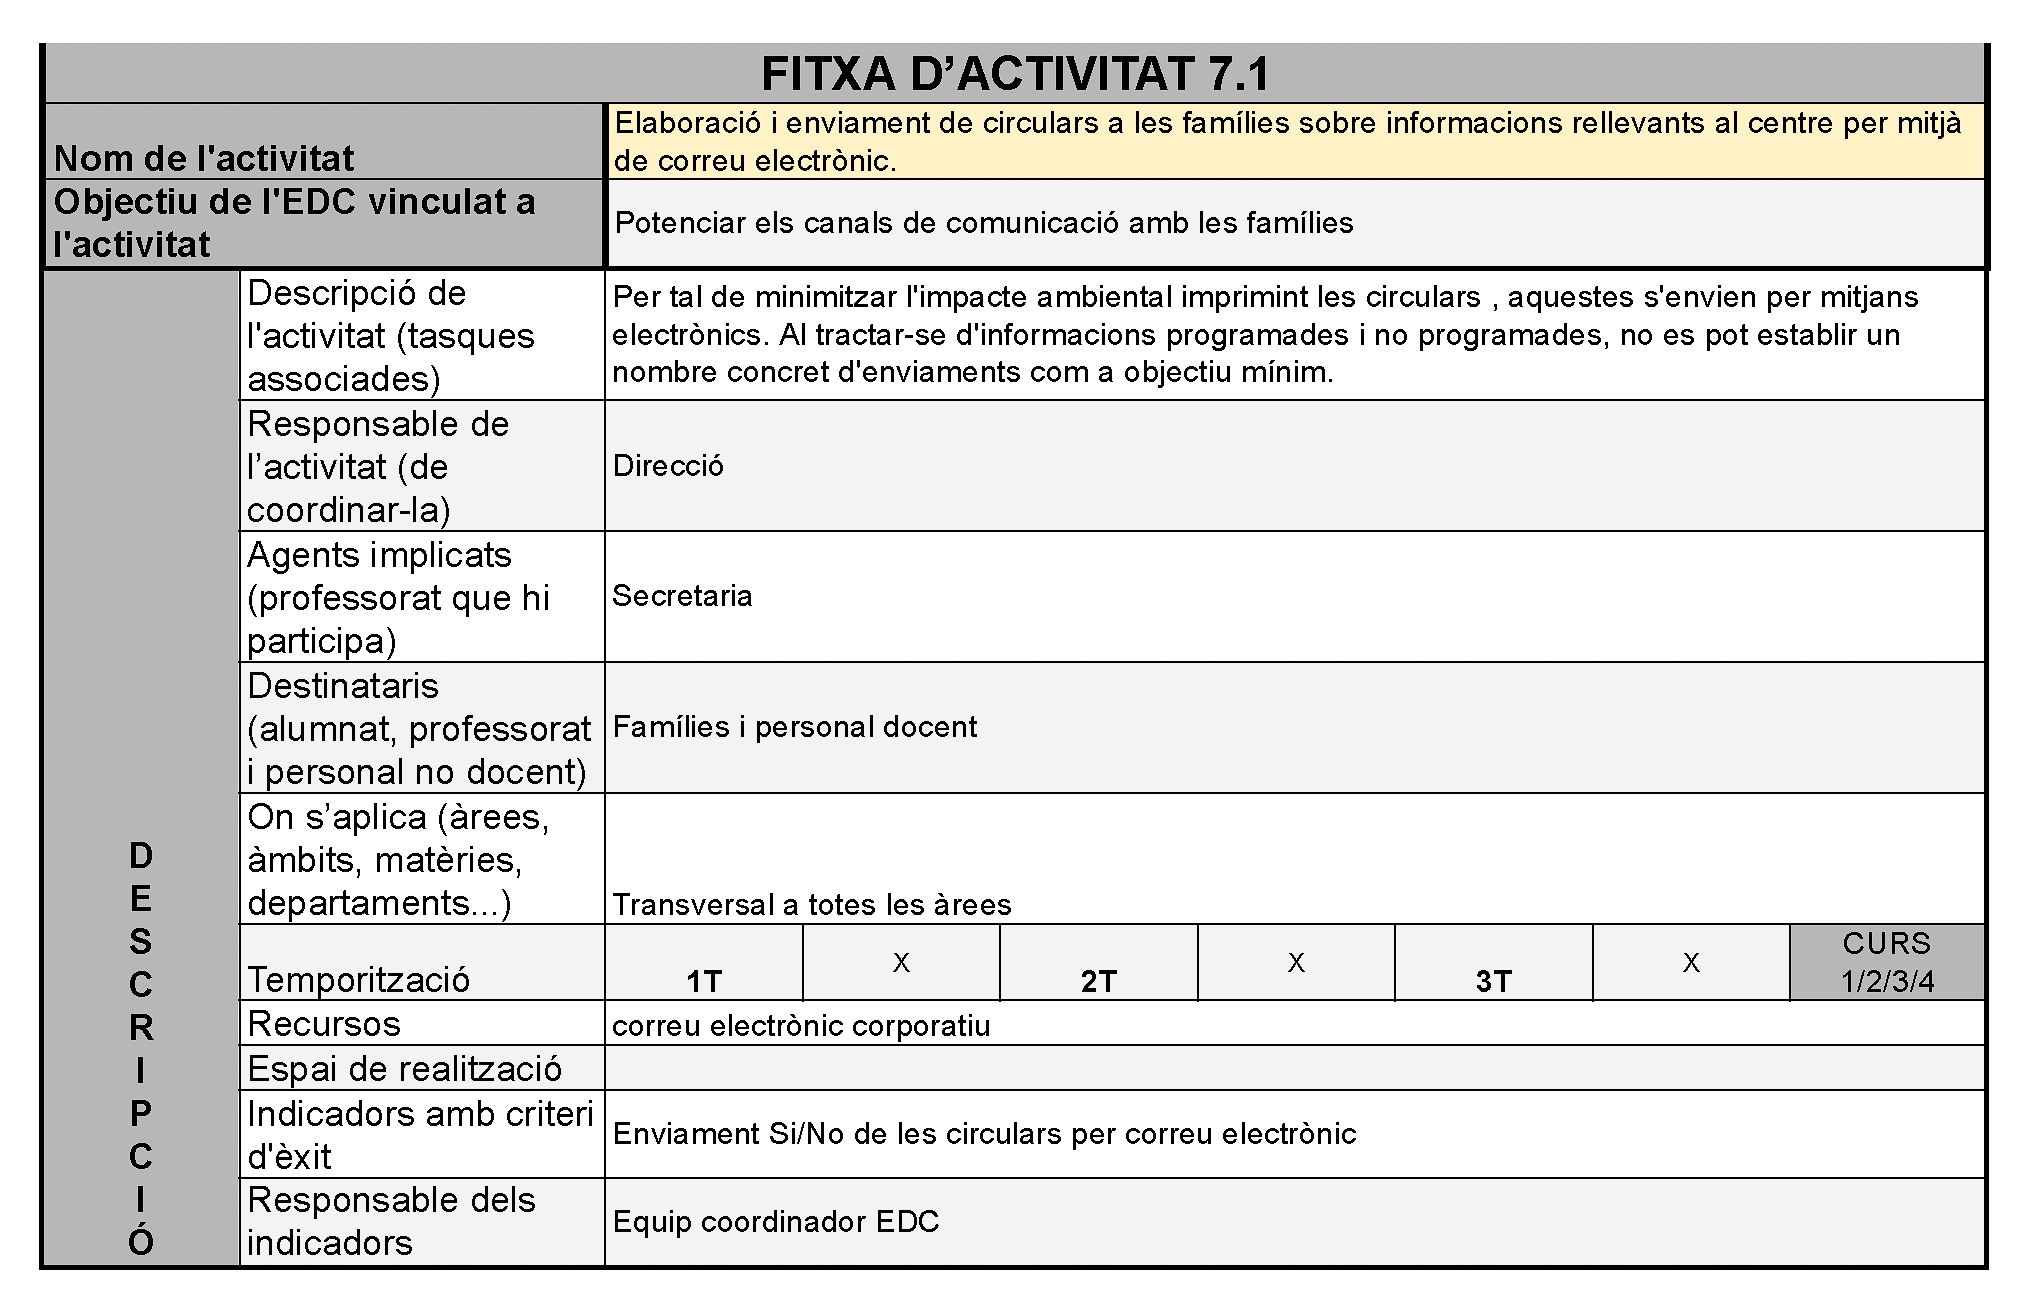 FITXA D’ACTIVITAT 7.1
Nom de l'activitat
Elaboració i enviament de circulars a les famílies sobre informacions rellevants al centre per mitjà
de correu electrònic.
Objectiu de l'EDC vinculat a
l'activitat
Potenciar els canals de comunicació amb les famílies
D
E
S
C
R
I
P
C
I
Ó
Descripció de
l'activitat (tasques
associades)
Per tal de minimitzar l'impacte ambiental imprimint les circulars , aquestes s'envien per mitjans
electrònics. Al tractar-se d'informacions programades i no programades, no es pot establir un
nombre concret d'enviaments com a objectiu mínim.
Responsable de
l’activitat (de
coordinar-la)
Direcció
Agents implicats
(professorat que hi
participa)
Secretaria
Destinataris
(alumnat, professorat
i personal no docent)
Famílies i personal docent
On s’aplica (àrees,
àmbits, matèries,
departaments...)
Transversal a totes les àrees
Temporització
1T
X
2T
X
3T
X
CURS
1/2/3/4
Recursos
correu electrònic corporatiu
Espai de realització
Indicadors amb criteri
d'èxit
Enviament Si/No de les circulars per correu electrònic
Responsable dels
indicadors
Equip coordinador EDC